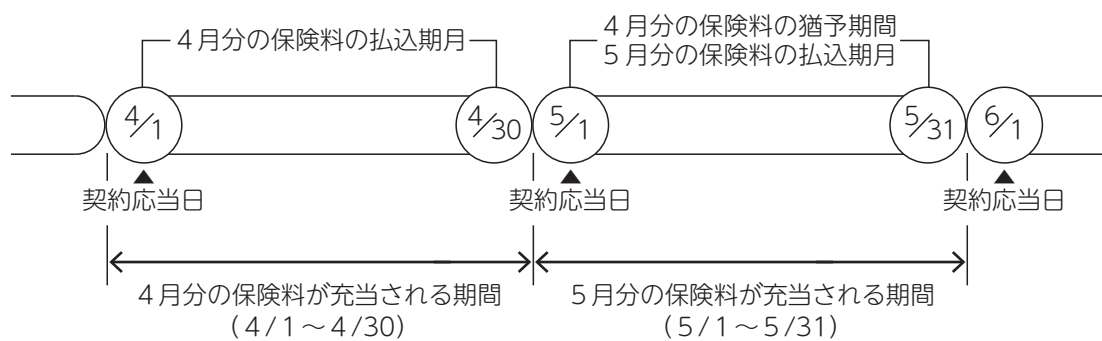 4月分の保険料の払込期月
4月分の保険料の猶予期間
5月分の保険料の払込期月
4/1
4/30
5/1
5/31
6/1
契約応当日
契約応当日
契約応当日
4月分の保険料が充当される期間
（4/1～4/30）
5月分の保険料が充当される期間
（5/1～5/31）